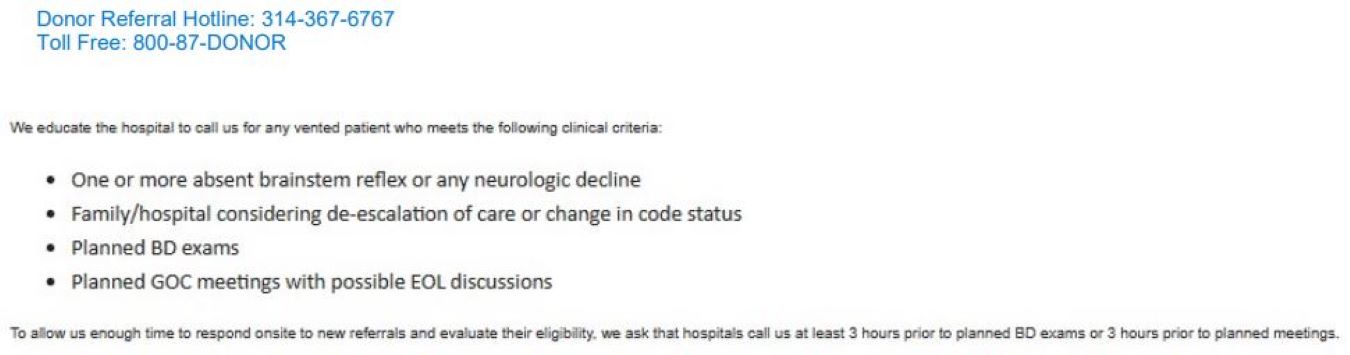 Donor Referral Hotline: 314-367-6767
Toll Free: 800-87-DONOR
We educate the hospital to call us for any vented patient who meets the following clinical criteria:
• One or more absent brainstem reflex or any neurologic decline
• Family/hospital considering de-escalation of care or change in code status
• Planned BD exams
• Planned GOC meetings with possible EOL discussions
To allow us enough time to respond onsite to new referrals and evaluate their eligibility, we ask that hospitals call us at least 3 hours prior to planned BD exams or 3 hours prior to planned meetings.